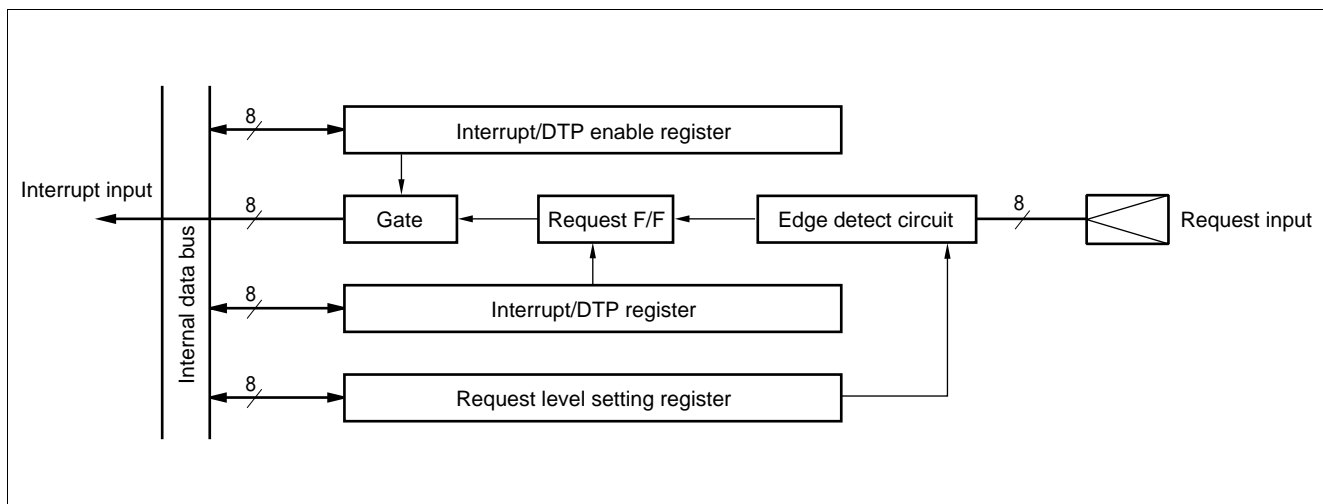 8
Interrupt/DTP enable register
Interrupt input
8
Gate
Request F/F
Edge detect circuit
8
Request input
Internal data bus
8
Interrupt/DTP register
8
Request level setting register